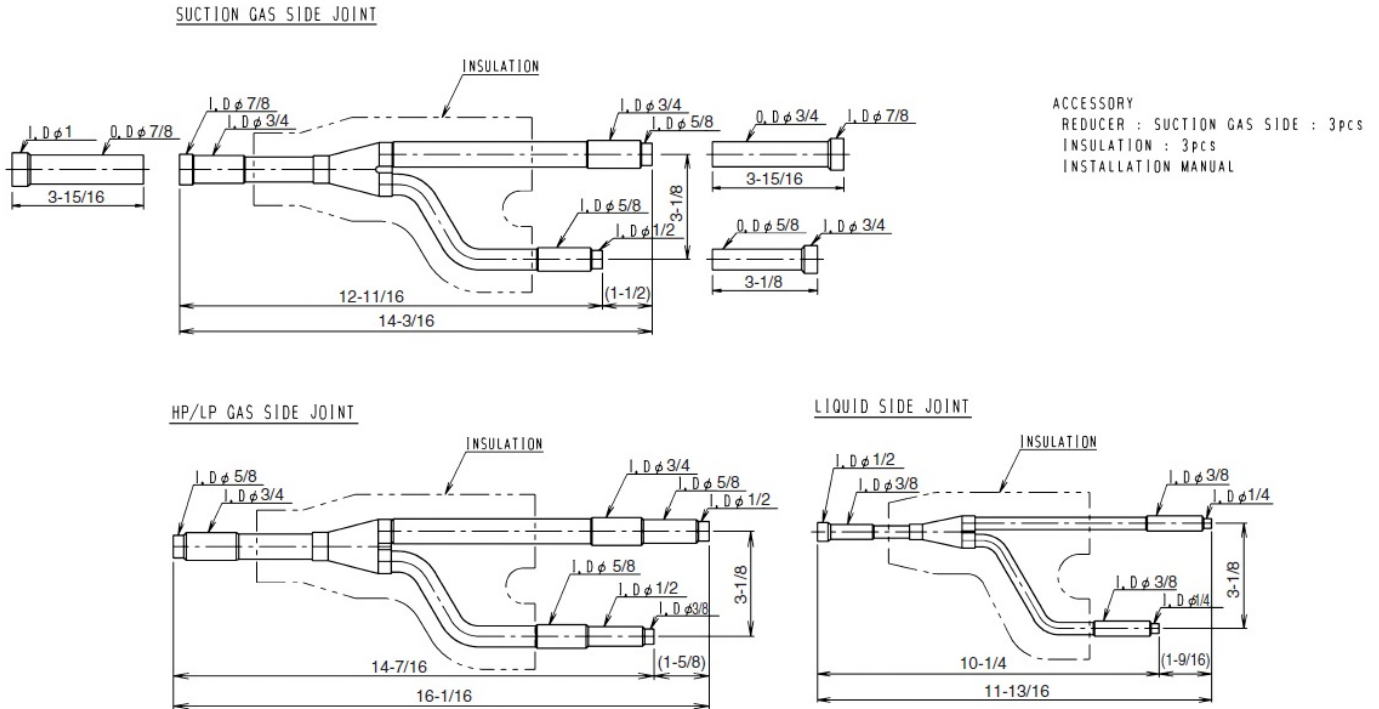 SUCTION GAS SIDE JOINT
INSULATION
I.Dφ1
O.Dφ7/8
3-15/16
I.Dφ7/8
I.Dφ3/4
I.Dφ3/4
I.Dφ5/8
O.Dφ3/4
I.Dφ7/8
3-15/16
3-1/8
I.Dφ5/8
I.Dφ1/2
O.Dφ5/8
I.Dφ3/4
3-1/8
12-11/16
(1-1/2)
14-3/16
ACCESSORY
REDUCER : SUCTION GAS SIDE : 3pcs
INSULATION : 3pcs
INSTALLATION MANUAL
HP/LP GAS SIDE JOINT
INSULATION
I.Dφ5/8
I.Dφ3/4
I.Dφ3/4
I.Dφ5/8
I.Dφ1/2
I.Dφ5/8
I.Dφ1/2
I.Dφ3/8
3-1/8
14-7/16
(1-5/8)
16-1/16
LIQUID SIDE JOINT
INSULATION
I.Dφ1/2
I.Dφ3/8
I.Dφ3/8
I.Dφ1/4
I.Dφ3/8
I.Dφ1/4
3-1/8
10-1/4
(1-9/16)
11-13/16